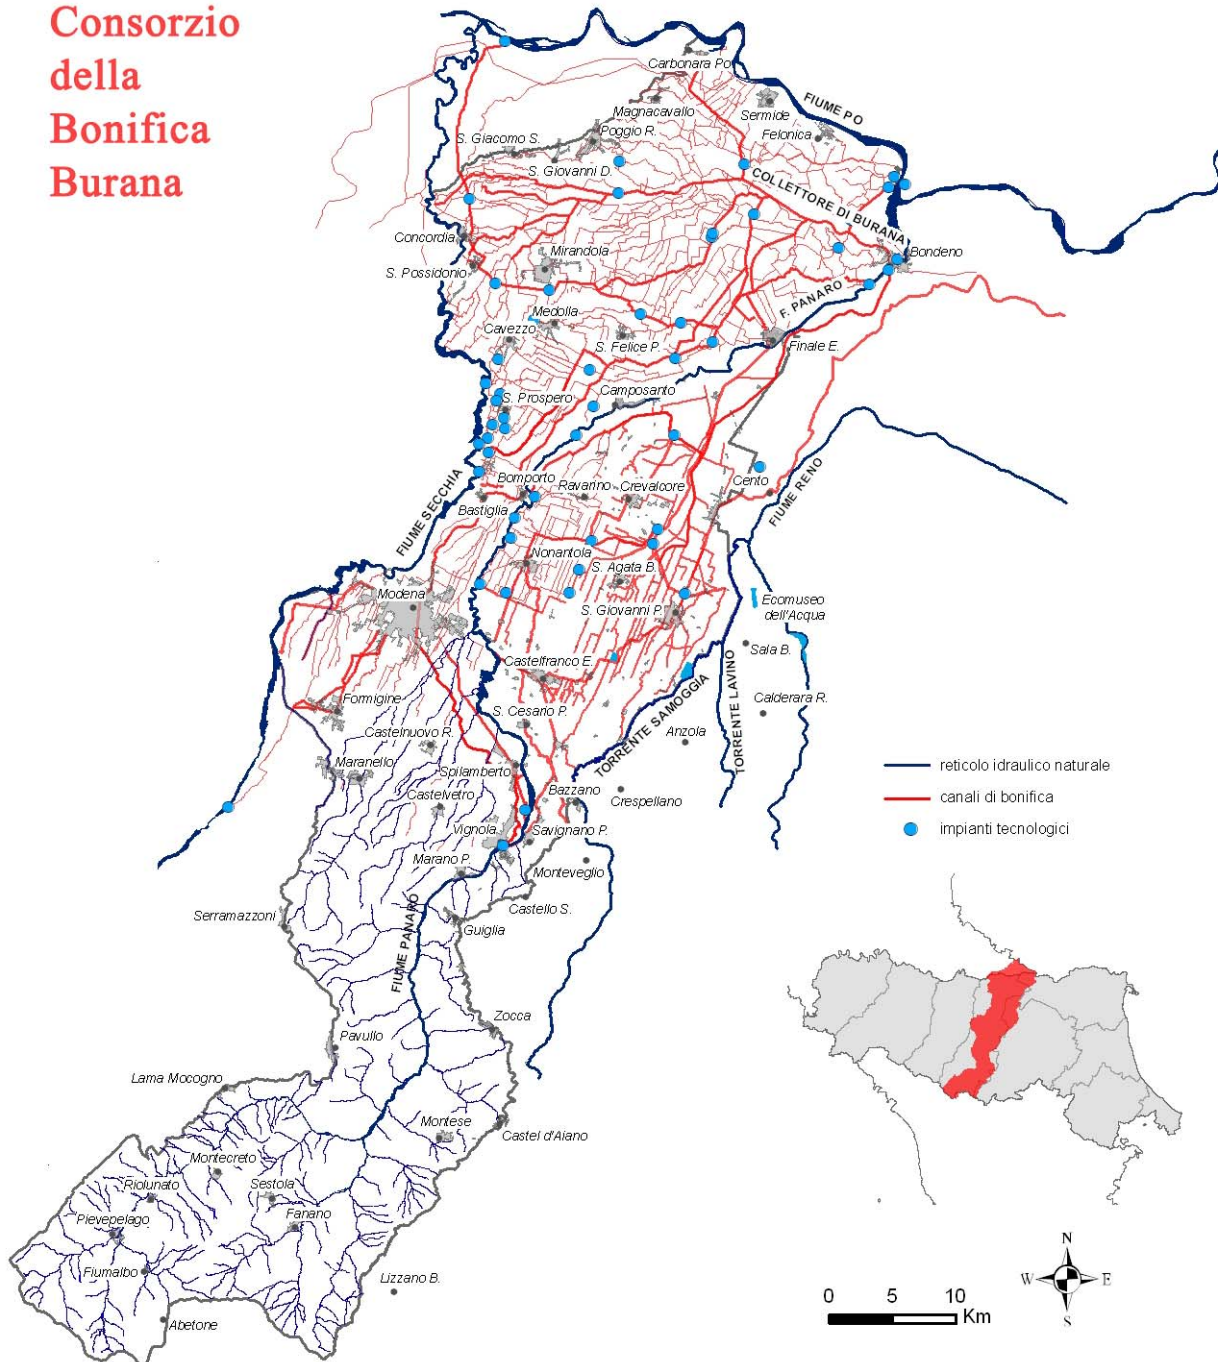 Consorzio
della
Bonifica
Burana
Carbonara Po
Magnacavallo
Sermide
FIUME PO
Felonica
Poggio R.
S. Giacomo S.
S. Giovanni D.
COLLETTORE DI BURANA
Concordia
Mirandola
Bondeno
S. Possidonio
F. PANARO
Medolla
Cavezzo
S. Felice P.
Finale E.
Camposanto
S. Prospero
FIUME SECCHIA
Bomporto
Ravarino
Crevalcore
Cento
FIUME RENO
Bastiglia
Nonantola
S. Agata B.
Modena
S. Giovanni P.
Ecomuseo
dell'Acqua
Sala B.
Castelfranco E.
Formigine
S. Cesario P.
TORRENTE SAMOGGIA
TORRENTE LAVINO
Calderara R.
Castelnuovo R.
Anzola
Maranello
Spilamberto
Castelvetro
Bazzano
Crespellano
Vignola
Savignano P.
Marano P.
Monteveglio
Castello S.
Serramazzoni
Guiglia
FIUME PANARO
Zocca
Pavullo
Lama Mocogno
Montese
Castel d'Aiano
Montecreto
Riolunato
Sestola
Pievepelago
Fanano
Fiumalbo
Lizzano B.
Abetone
reticolo idraulico naturale
canali di bonifica
impianti tecnologici
N
W E
S
0 5 10
Km